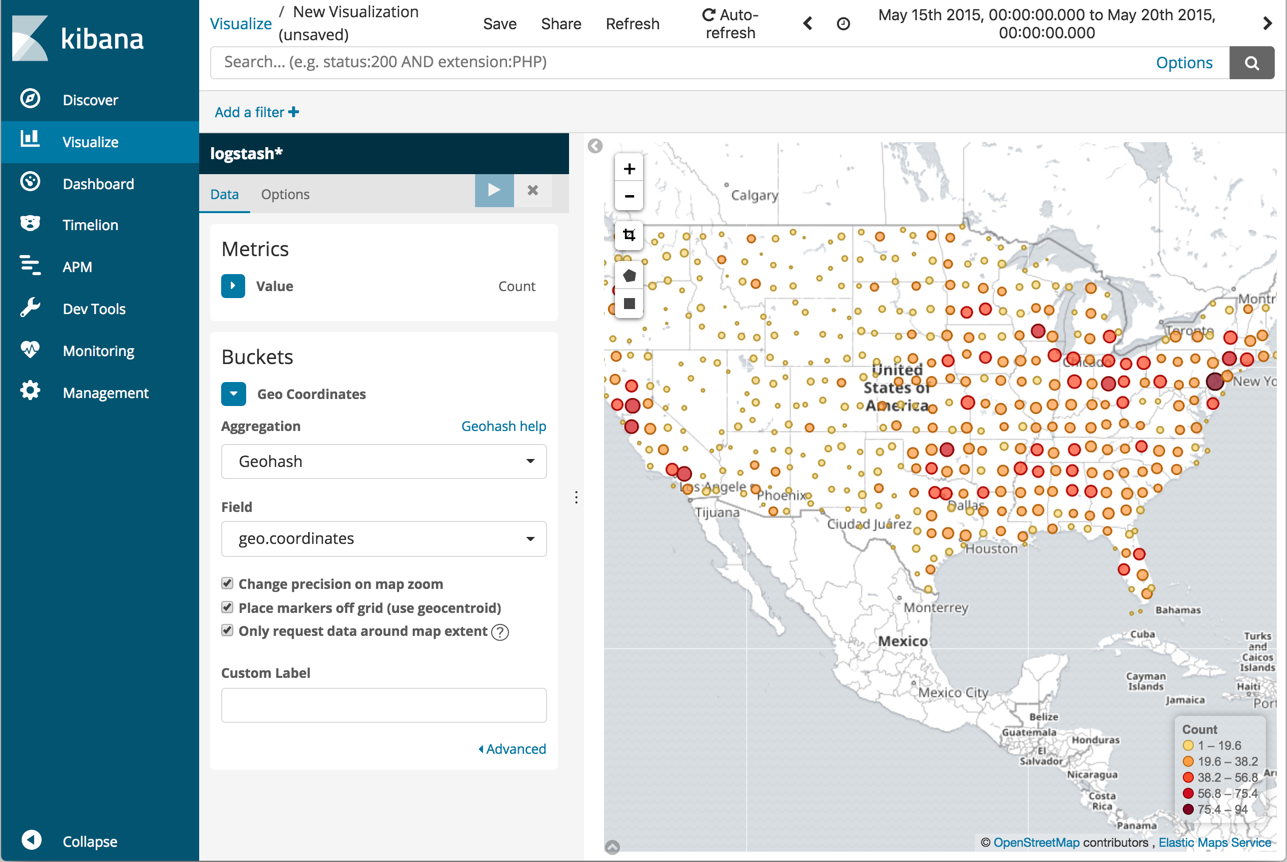 kibana
Discover
Visualize
Dashboard
Timelion
APM
Dev Tools
Monitoring
Management
Collapse
Visualize / New Visualization
(unsaved)
Save
Share
Refresh
Auto-
refresh
May 15th 2015, 00:00:00.000 to May 20th 2015,
00:00:00.000
Search... (e.g. status:200 AND extension:PHP)
Options
Add a filter +
logstash*
Data
Options
Metrics
Value
Count
Buckets
Geo Coordinates
Aggregation
Geohash help
Geohash
Field
geo.coordinates
Change precision on map zoom
Place markers off grid (use geocentroid)
Only request data around map extent ?
Custom Label
Advanced
+
−
Calgary
Montr
Toronto
Chicago
New Yo
United
States of
America
Los Angele
Phoenix
Tijuana
Dallas
Ciudad Juárez
Houston
Monterrey
Bahamas
Mexico
Cuba
Turks
and
Caicos
Islands
Cayman
Islands
Haiti
Jamaica
Port
Mexico City
Belize
Guatemala
Honduras
El
Salvador
Nicaragua
Costa
Rica
Panama
Count
1 – 19.6
19.6 – 38.2
38.2 – 56.8
56.8 – 75.4
75.4 – 94
© OpenStreetMap contributors , Elastic Maps Service